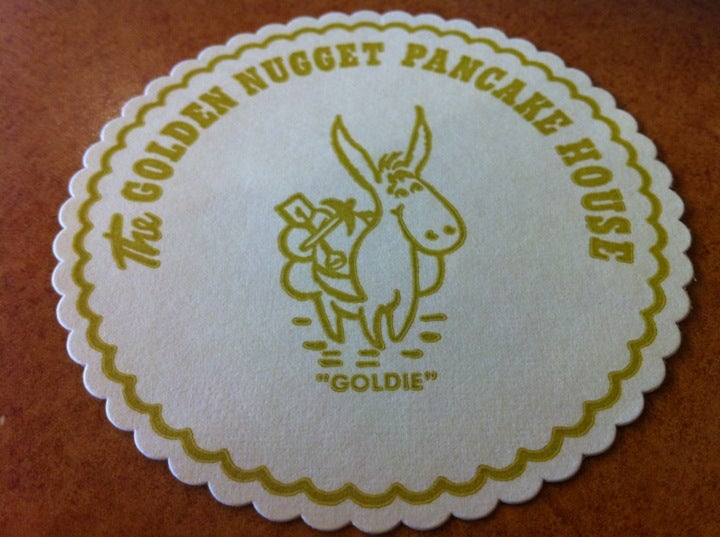 The GOLDEN NUGGET PANCAKE HOUSE
"GOLDIE"